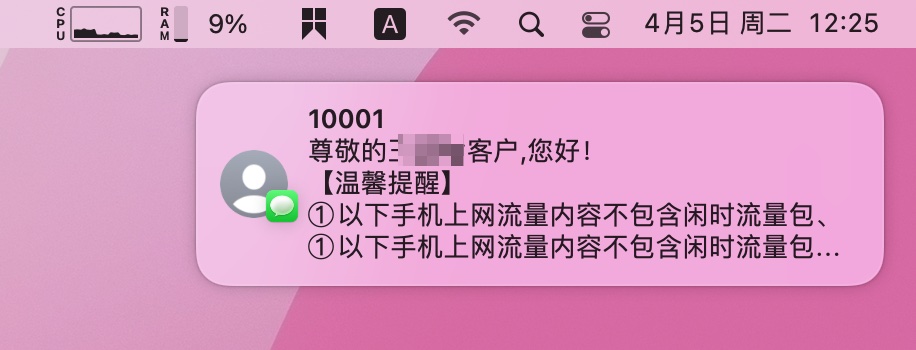 CPU RAM 9% A 4月5日 周二 12:25
10001
尊敬的 客户,您好!
【温馨提醒】
①以下手机上网流量内容不包含闲时流量包、
①以下手机上网流量内容不包含闲时流量包...